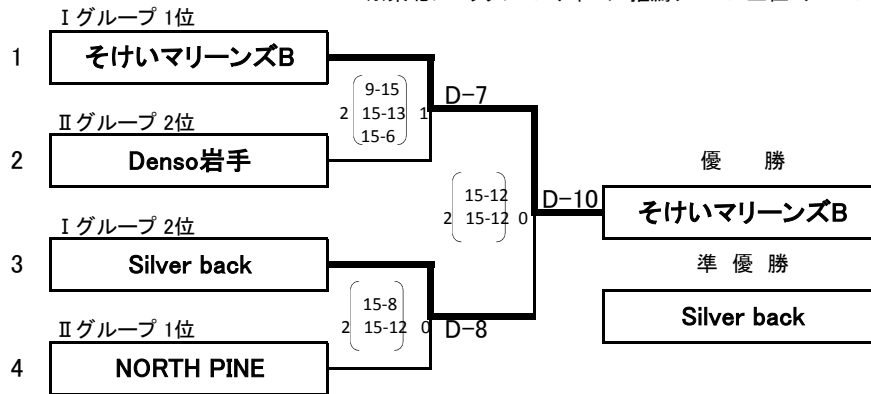 Ⅰグループ 1位
1 そけいマリーンズB
9-15
D-7
2 15-13 1
15-6
Ⅱグループ 2位
2 Denso岩手
優 勝
15-12
D-10
2 15-12 0
そけいマリーンズB
Ⅰグループ 2位
3 Silver back
準 優 勝
15-8
2 15-12 0
D-8
Silver back
Ⅱグループ 1位
4 NORTH PINE